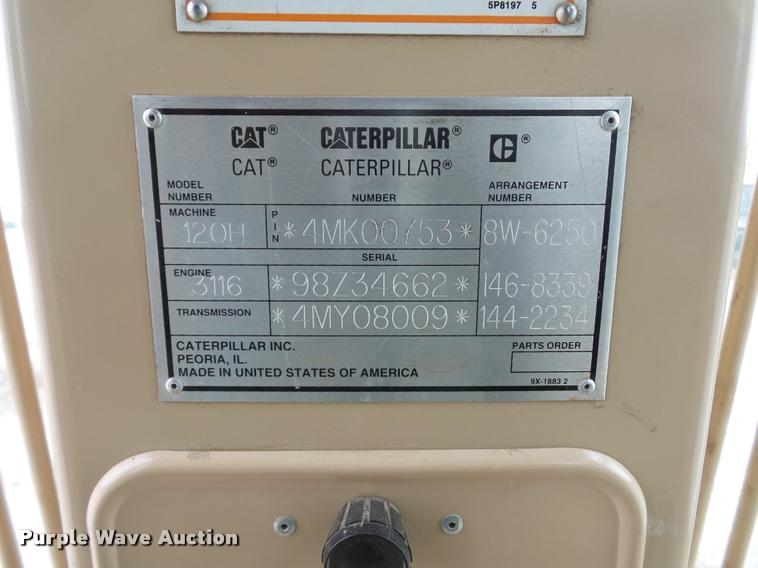 5P8197 5
CAT® CATERPILLAR® C®
CAT® CATERPILLAR®
MODEL NUMBER NUMBER ARRANGEMENT NUMBER
MACHINE 120H PIN *4MK00753* 8W-6250
SERIAL
ENGINE 3116 *98Z34662* 146-8339
TRANSMISSION *4MY08009* 144-2234
CATERPILLAR INC. PARTS ORDER
PEORIA, IL.
MADE IN UNITED STATES OF AMERICA
9X-1883 2
Purple Wave Auction